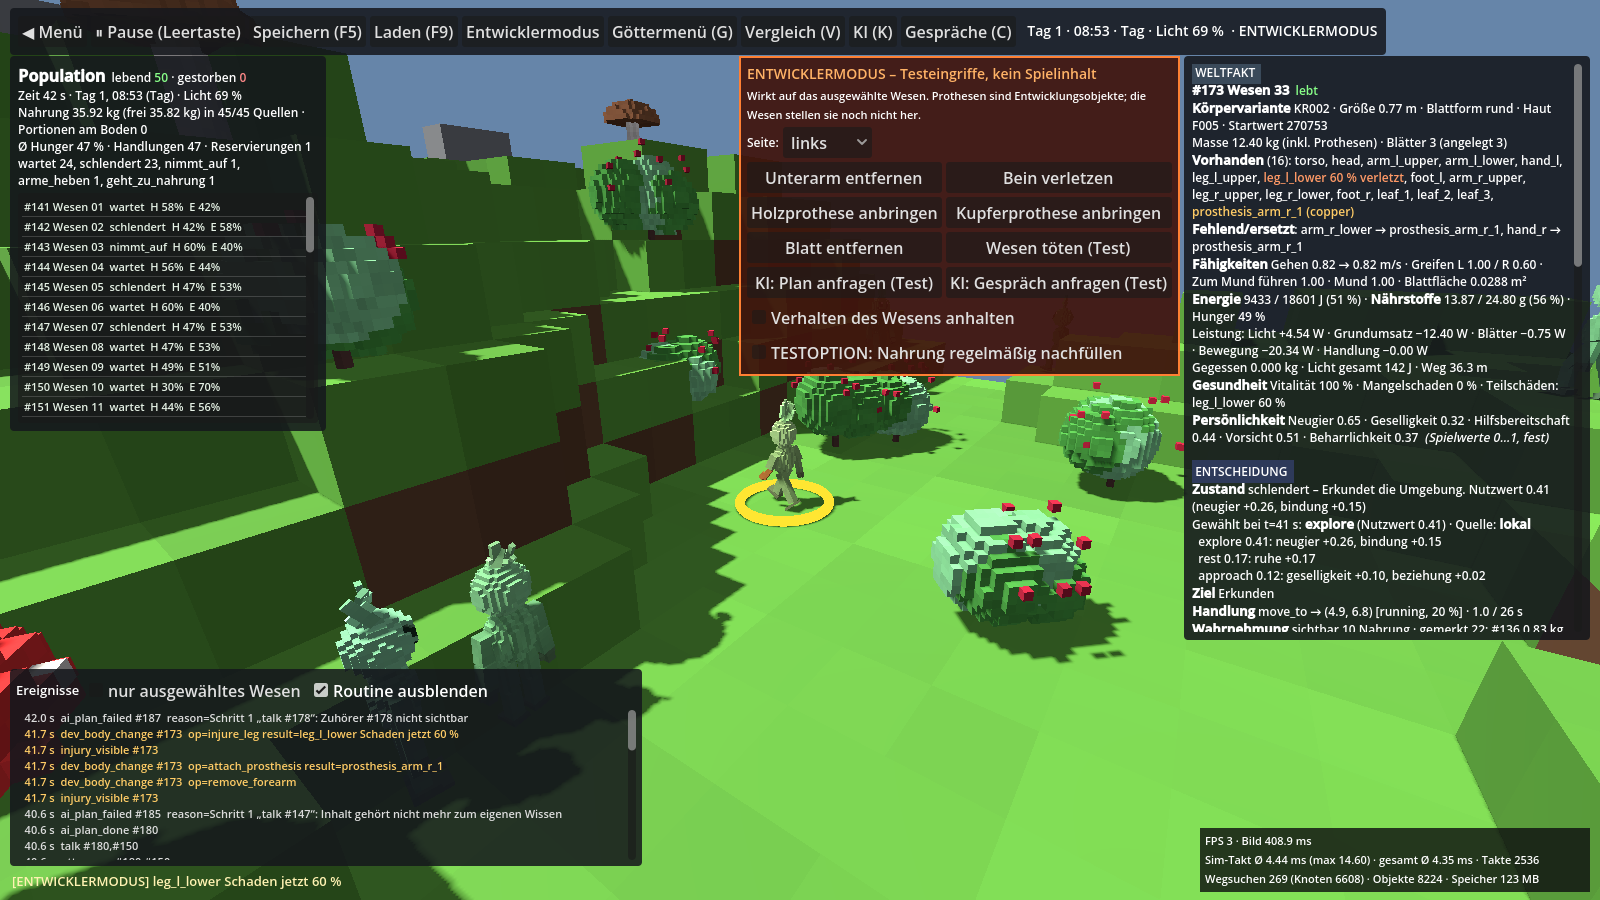 ◀ Menü ⏸ Pause (Leertaste) Speichern (F5) Laden (F9) Entwicklermodus Göttermenü (G) Vergleich (V) KI (K) Gespräche (C) Tag 1 · 08:53 · Tag · Licht 69 % · ENTWICKLERMODUS
Population lebend 50 · gestorben 0
Zeit 42 s · Tag 1, 08:53 (Tag) · Licht 69 %
Nahrung 35.92 kg (frei 35.82 kg) in 45/45 Quellen ·
Portionen am Boden 0
Ø Hunger 47 % · Handlungen 47 · Reservierungen 1
wartet 24, schlendert 23, nimmt_auf 1,
arme_heben 1, geht_zu_nahrung 1
#141 Wesen 01 wartet H 58% E 42%
#142 Wesen 02 schlendert H 42% E 58%
#143 Wesen 03 nimmt_auf H 60% E 40%
#144 Wesen 04 wartet H 56% E 44%
#145 Wesen 05 schlendert H 47% E 53%
#146 Wesen 06 wartet H 60% E 40%
#147 Wesen 07 schlendert H 47% E 53%
#148 Wesen 08 wartet H 47% E 53%
#149 Wesen 09 wartet H 49% E 51%
#150 Wesen 10 wartet H 30% E 70%
#151 Wesen 11 wartet H 44% E 56%
ENTWICKLERMODUS – Testeingriffe, kein Spielinhalt
Wirkt auf das ausgewählte Wesen. Prothesen sind Entwicklungsobjekte; die
Wesen stellen sie noch nicht her.
Seite: links
Unterarm entfernen Bein verletzen
Holzprothese anbringen Kupferprothese anbringen
Blatt entfernen Wesen töten (Test)
KI: Plan anfragen (Test) KI: Gespräch anfragen (Test)
Verhalten des Wesens anhalten
TESTOPTION: Nahrung regelmäßig nachfüllen
WELTFAKT
#173 Wesen 33 lebt
Körpervariante KR002 · Größe 0.77 m · Blattform rund · Haut
F005 · Startwert 270753
Masse 12.40 kg (inkl. Prothesen) · Blätter 3 (angelegt 3)
Vorhanden (16): torso, head, arm_l_upper, arm_l_lower, hand_l,
leg_l_upper, leg_l_lower 60 % verletzt, foot_l, arm_r_upper,
leg_r_upper, leg_r_lower, foot_r, leaf_1, leaf_2, leaf_3,
prosthesis_arm_r_1 (copper)
Fehlend/ersetzt: arm_r_lower → prosthesis_arm_r_1, hand_r →
prosthesis_arm_r_1
Fähigkeiten Gehen 0.82 → 0.82 m/s · Greifen L 1.00 / R 0.60 ·
Zum Mund führen 1.00 · Mund 1.00 · Blattfläche 0.0288 m²
Energie 9433 / 18601 J (51 %) · Nährstoffe 13.87 / 24.80 g (56 %) ·
Hunger 49 %
Leistung: Licht +4.54 W · Grundumsatz −12.40 W · Blätter −0.75 W
· Bewegung −20.34 W · Handlung −0.00 W
Gegessen 0.000 kg · Licht gesamt 142 J · Weg 36.3 m
Gesundheit Vitalität 100 % · Mangelschaden 0 % · Teilschäden:
leg_l_lower 60 %
Persönlichkeit Neugier 0.65 · Geselligkeit 0.32 · Hilfsbereitschaft
0.44 · Vorsicht 0.51 · Beharrlichkeit 0.37 (Spielwerte 0…1, fest)
ENTSCHEIDUNG
Zustand schlendert – Erkundet die Umgebung. Nutzwert 0.41
(neugier +0.26, bindung +0.15)
Gewählt bei t=41 s: explore (Nutzwert 0.41) · Quelle: lokal
explore 0.41: neugier +0.26, bindung +0.15
rest 0.17: ruhe +0.17
approach 0.12: geselligkeit +0.10, beziehung +0.02
Ziel Erkunden
Handlung move_to → (4.9, 6.8) [running, 20 %] · 1.0 / 26 s
Wahrnehmung sichtbar 10 Nahrung · gemerkt 22: #136 0.83 kg
Ereignisse nur ausgewähltes Wesen Routine ausblenden
42.0 s ai_plan_failed #187 reason=Schritt 1 „talk #178“: Zuhörer #178 nicht sichtbar
41.7 s dev_body_change #173 op=injure_leg result=leg_l_lower Schaden jetzt 60 %
41.7 s injury_visible #173
41.7 s dev_body_change #173 op=attach_prosthesis result=prosthesis_arm_r_1
41.7 s dev_body_change #173 op=remove_forearm
41.7 s injury_visible #173
40.6 s ai_plan_failed #185 reason=Schritt 1 „talk #147“: Inhalt gehört nicht mehr zum eigenen Wissen
40.6 s ai_plan_done #180
40.6 s talk #180,#150
[ENTWICKLERMODUS] leg_l_lower Schaden jetzt 60 %
FPS 3 · Bild 408.9 ms
Sim-Takt Ø 4.44 ms (max 14.60) · gesamt Ø 4.35 ms · Takte 2536
Wegsuchen 269 (Knoten 6608) · Objekte 8224 · Speicher 123 MB